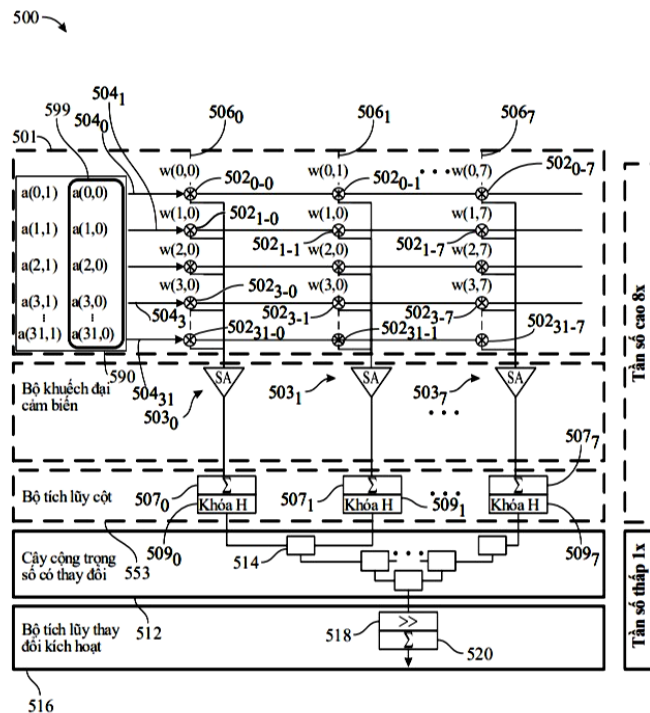 500
599
504₀
504₁
506₀
506₁
506₇
501
w(0,0)
w(0,1)
w(0,7)
502₀₋₀
502₀₋₁
502₀₋₇
a(0,1)
a(0,0)
w(1,0)
w(1,0)
w(1,7)
502₁₋₀
502₁₋₁
502₁₋₇
a(1,1)
a(1,0)
w(2,0)
w(2,0)
w(2,7)
a(2,1)
a(2,0)
w(3,0)
w(3,0)
w(3,7)
502₃₋₀
502₃₋₁
502₃₋₇
a(3,1)
a(3,0)
504₃
a(31,1)
a(31,0)
502₃₁₋₀
502₃₁₋₁
502₃₁₋₇
590
504₃₁
Tần số cao 8x
Bộ khuếch đại
cảm biến
503₀
SA
503₁
SA
503₇
SA
Bộ tích lũy cột
507₀
Σ
Khóa H
507₁
Σ
Khóa H
507₇
Σ
Khóa H
509₀
509₁
509₇
553
Cây cộng trọng
số có thay đổi
514
512
Tần số thấp 1x
Bộ tích lũy thay
đổi kích hoạt
518
>>
Σ
520
516